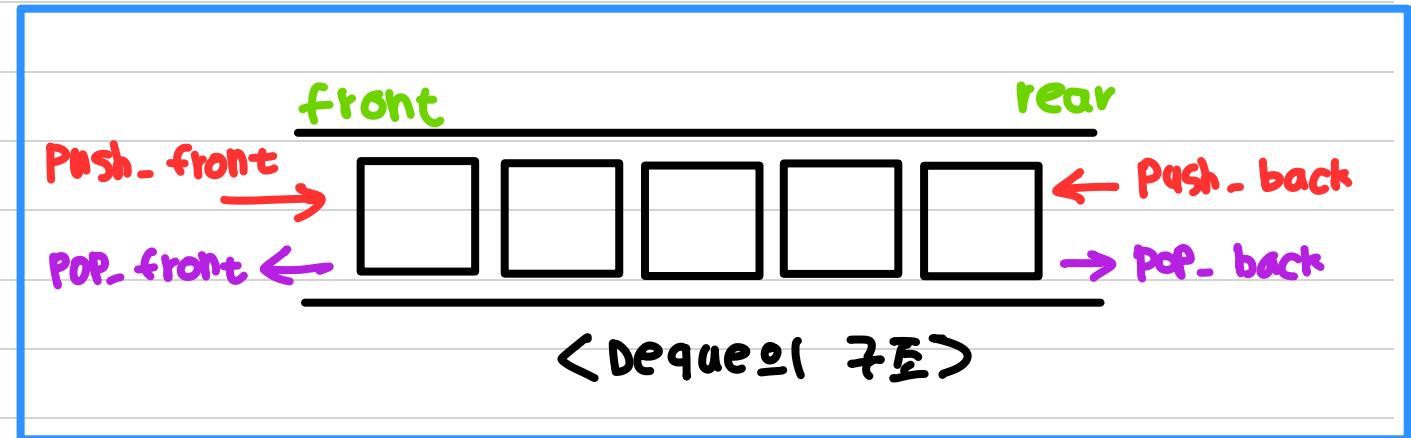 front
rear
Push_front
Push_back
POP_front
POP_back
<Deque의 구조>